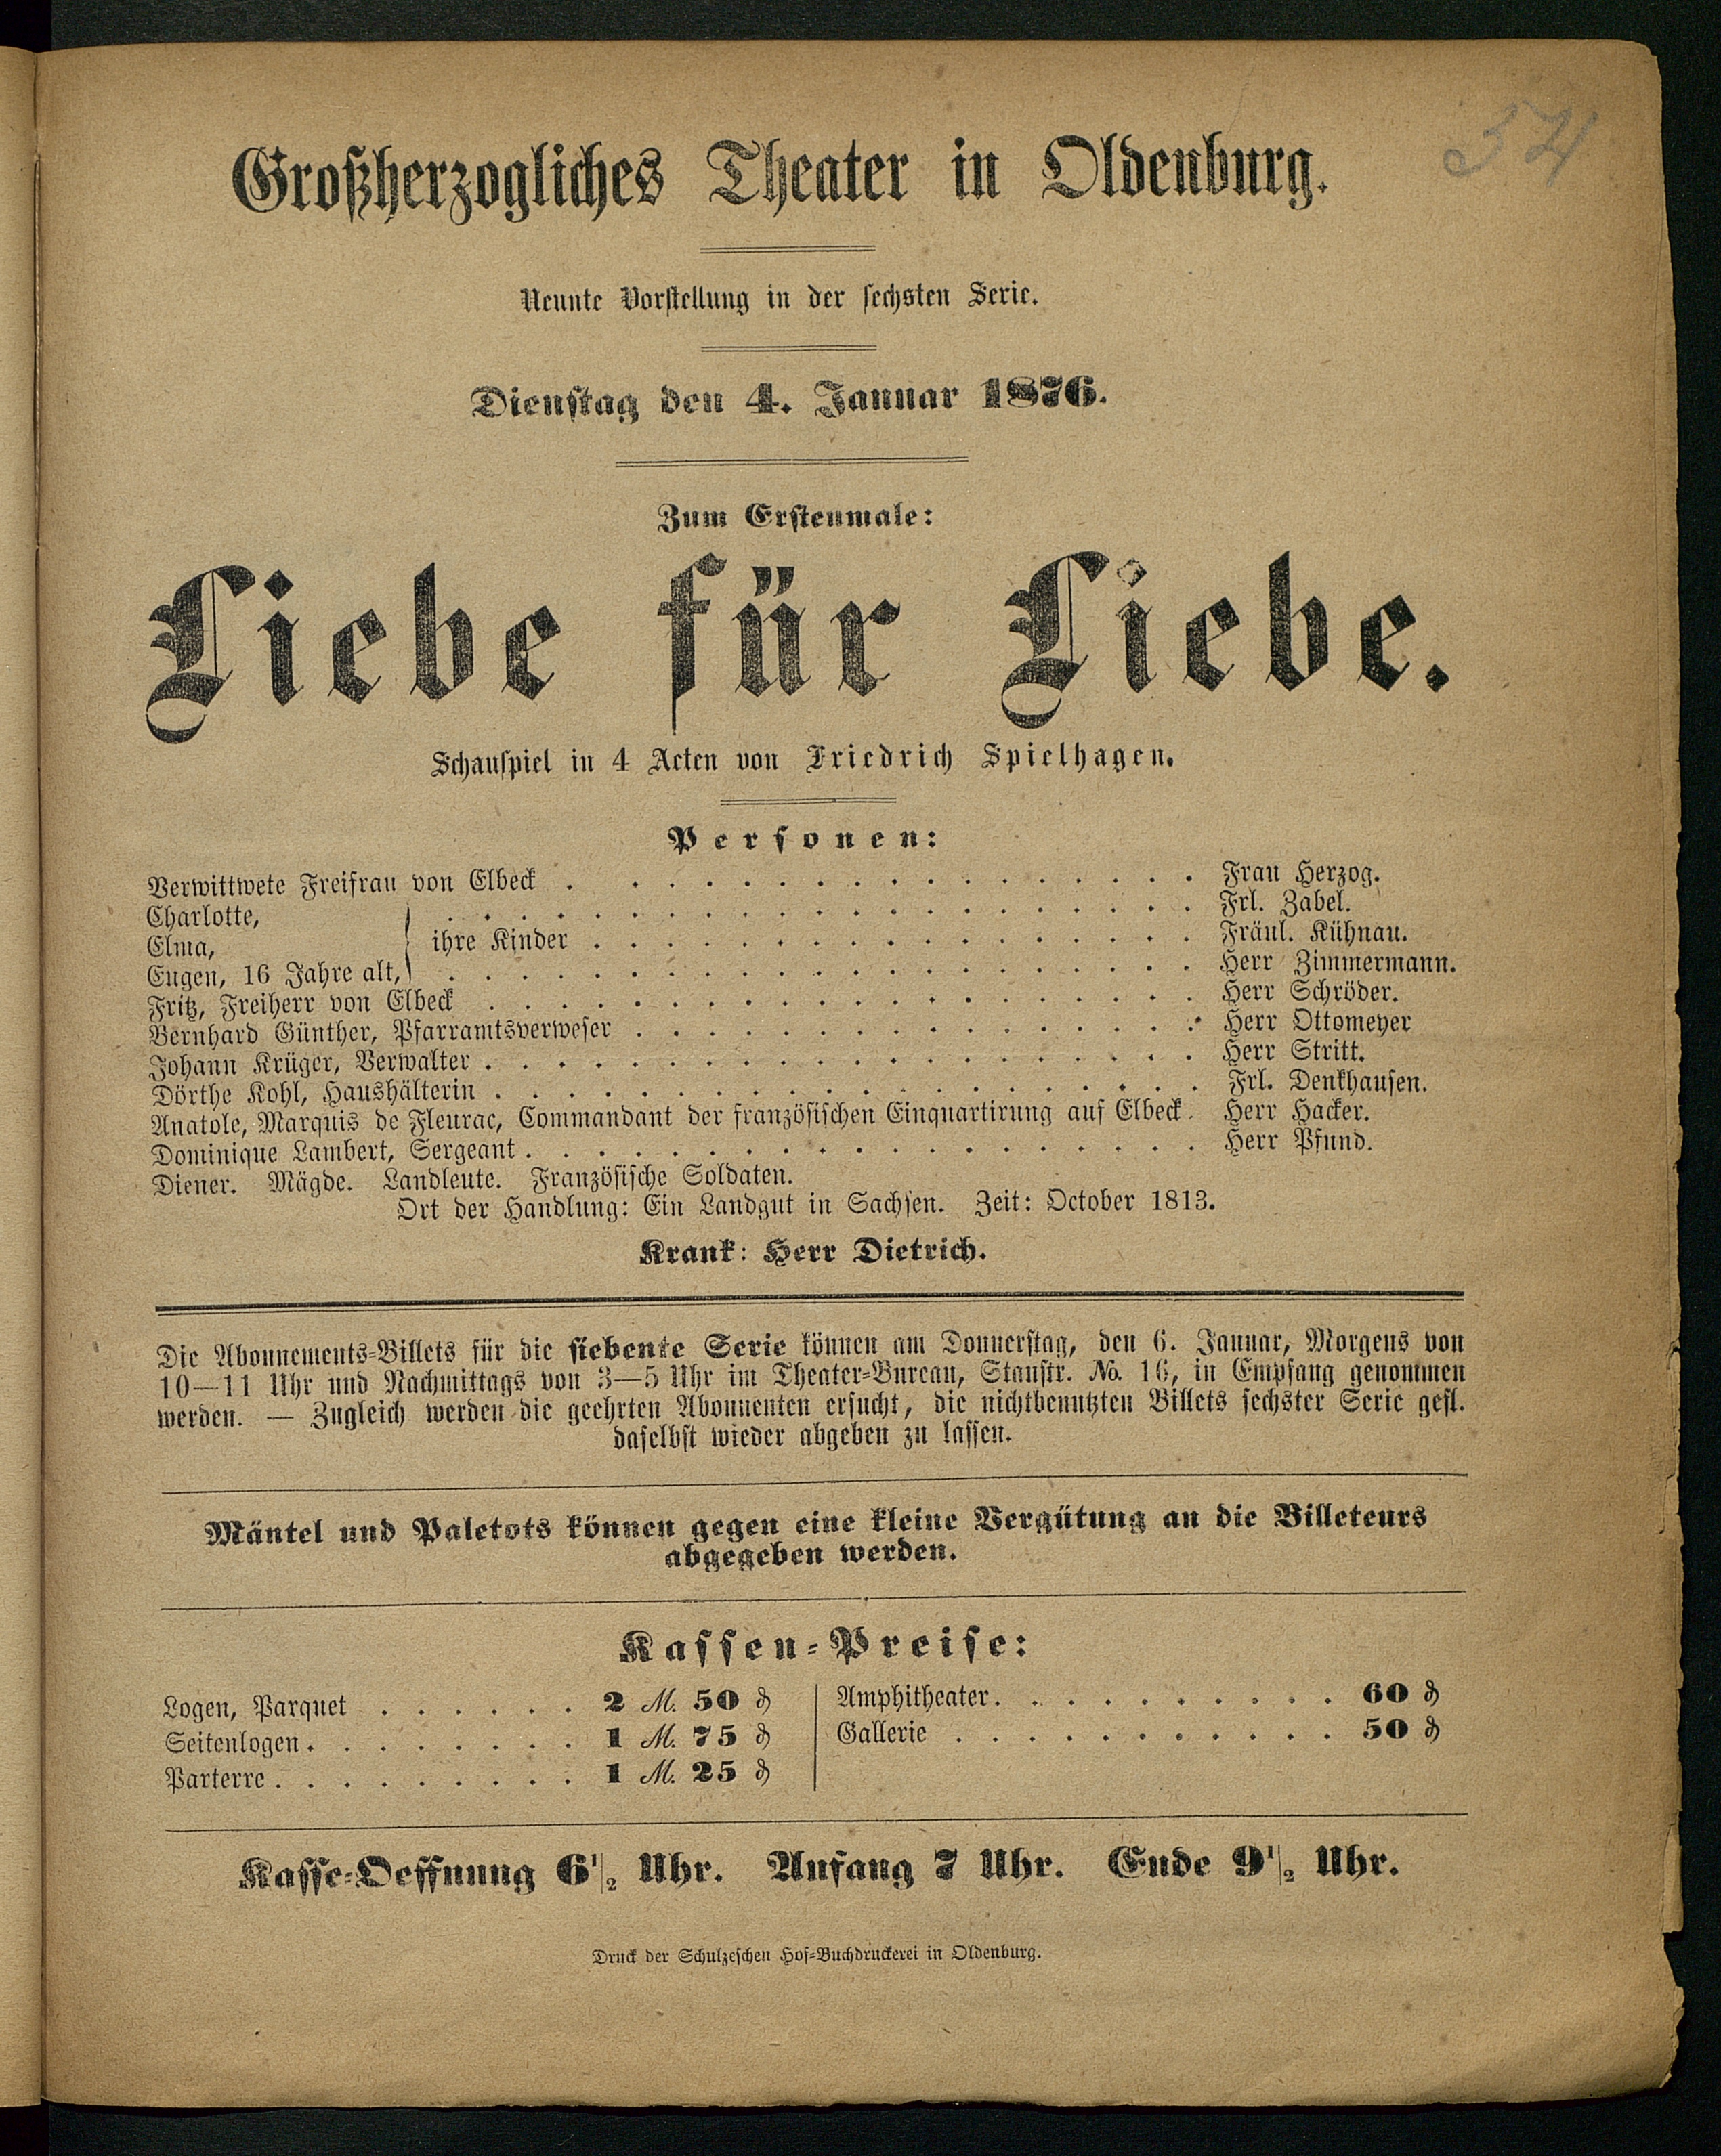 54
Großherzogliches Theater in Oldenburg.
Neunte Vorstellung in der sechsten Serie.
Dienstag den 4. Januar 1876.
Zum Erstenmale:
Liebe für Liebe.
Schauspiel in 4 Acten von Friedrich Spielhagen.
Personen:
Verwittwete Freifrau von Elbeck . . . . . . . . . . . . . . . . Frau Herzog.
Charlotte, . . . . . . . . . . . . . . . . . . . . . Frl. Zabel.
Elma, } ihre Kinder . . . . . . . . . . . . . . . . . Fräul. Kühnau.
Eugen, 16 Jahre alt, . . . . . . . . . . . . . . . . . . . . . Herr Zimmermann.
Fritz, Freiherr von Elbeck . . . . . . . . . . . . . . . . . . . . Herr Schröder.
Bernhard Günther, Pfarramtsverweser . . . . . . . . . . . . . . . . Herr Ottomeyer
Johann Krüger, Verwalter . . . . . . . . . . . . . . . . . . . . Herr Stritt.
Dörthe Kohl, Haushälterin . . . . . . . . . . . . . . . . . . . . Frl. Denkhausen.
Anatole, Marquis de Fleurac, Commandant der französischen Einquartirung auf Elbeck. Herr Hacker.
Dominique Lambert, Sergeant . . . . . . . . . . . . . . . . . . . Herr Pfund.
Diener. Mägde. Landleute. Französische Soldaten.
Ort der Handlung: Ein Landgut in Sachsen. Zeit: October 1813.
Krank: Herr Dietrich.
Die Abonnements-Billets für die siebente Serie können am Donnerstag, den 6. Januar, Morgens von
10—11 Uhr und Nachmittags von 3—5 Uhr im Theater-Bureau, Staustr. No. 16, in Empfang genommen
werden. — Zugleich werden die geehrten Abonnenten ersucht, die nichtbenutzten Billets sechster Serie gefl.
daselbst wieder abgeben zu lassen.
Mäntel und Paletots können gegen eine kleine Vergütung an die Billeteurs
abgegeben werden.
Kassen-Preise:
Logen, Parquet . . . . . . 2 M. 50 ₰ | Amphitheater. . . . . . . . . . 60 ₰
Seitenlogen . . . . . . . . 1 M. 75 ₰ | Gallerie . . . . . . . . . . . 50 ₰
Parterre . . . . . . . . . 1 M. 25 ₰
Kasse-Oeffnung 6 1/2 Uhr. Anfang 7 Uhr. Ende 9 1/2 Uhr.
Druck der Schulzeschen Hof-Buchdruckerei in Oldenburg.